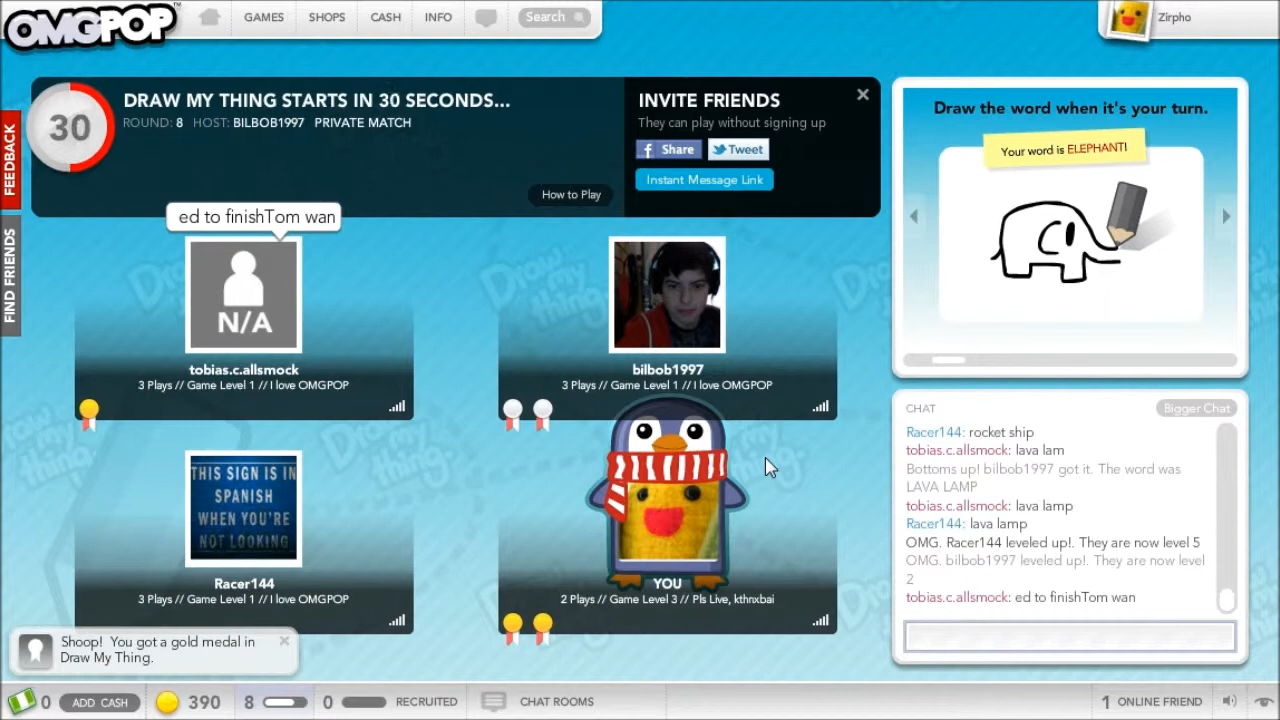 OMGPOP™
GAMES SHOPS CASH INFO Search
Zirpho
FEEDBACK
FIND FRIENDS
30
DRAW MY THING STARTS IN 30 SECONDS...
ROUND: 8 HOST: BILBOB1997 PRIVATE MATCH
How to Play
INVITE FRIENDS
They can play without signing up
f Share Tweet
Instant Message Link
Draw the word when it's your turn.
Your word is ELEPHANT!
ed to finishTom wan
N/A
tobias.c.allsmock
3 Plays // Game Level 1 // I love OMGPOP
bilbob1997
3 Plays // Game Level 1 // I love OMGPOP
THIS SIGN IS IN
SPANISH
WHEN YOU'RE
NOT LOOKING
Racer144
3 Plays // Game Level 1 // I love OMGPOP
YOU
2 Plays // Game Level 3 // Pls Live, kthnxbai
CHAT Bigger Chat
Racer144: rocket ship
tobias.c.allsmock: lava lam
Bottoms up! bilbob1997 got it. The word was
LAVA LAMP
tobias.c.allsmock: lava lamp
Racer144: lava lamp
OMG. Racer144 leveled up!. They are now level 5
OMG. bilbob1997 leveled up!. They are now level
2
tobias.c.allsmock: ed to finishTom wan
Shoop! You got a gold medal in
Draw My Thing.
0 ADD CASH 390 8 0 RECRUITED CHAT ROOMS 1 ONLINE FRIEND